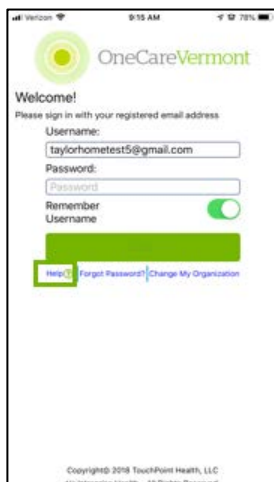 Verizon 9:15 AM 78%
OneCareVermont
Welcome!
Please sign in with your registered email address
Username:
taylorhometest5@gmail.com
Password:
Password
Remember
Username
Help? Forgot Password? Change My Organization
Copyright© 2018 TouchPoint Health, LLC